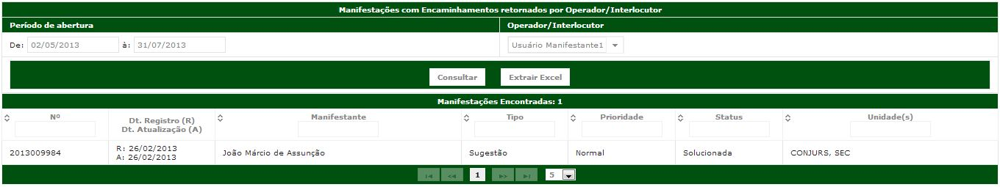 Manifestações com Encaminhamentos retornados por Operador/Interlocutor
Período de abertura
Operador/Interlocutor
De: 02/05/2013 à: 31/07/2013
Usuário Manifestante1
Consultar Extrair Excel
Manifestações Encontradas: 1
Nº
Dt. Registro (R)
Dt. Atualização (A)
Manifestante
Tipo
Prioridade
Status
Unidade(s)
2013009984
R: 26/02/2013
A: 26/02/2013
João Márcio de Assunção
Sugestão
Normal
Solucionada
CONJURS, SEC
1 5